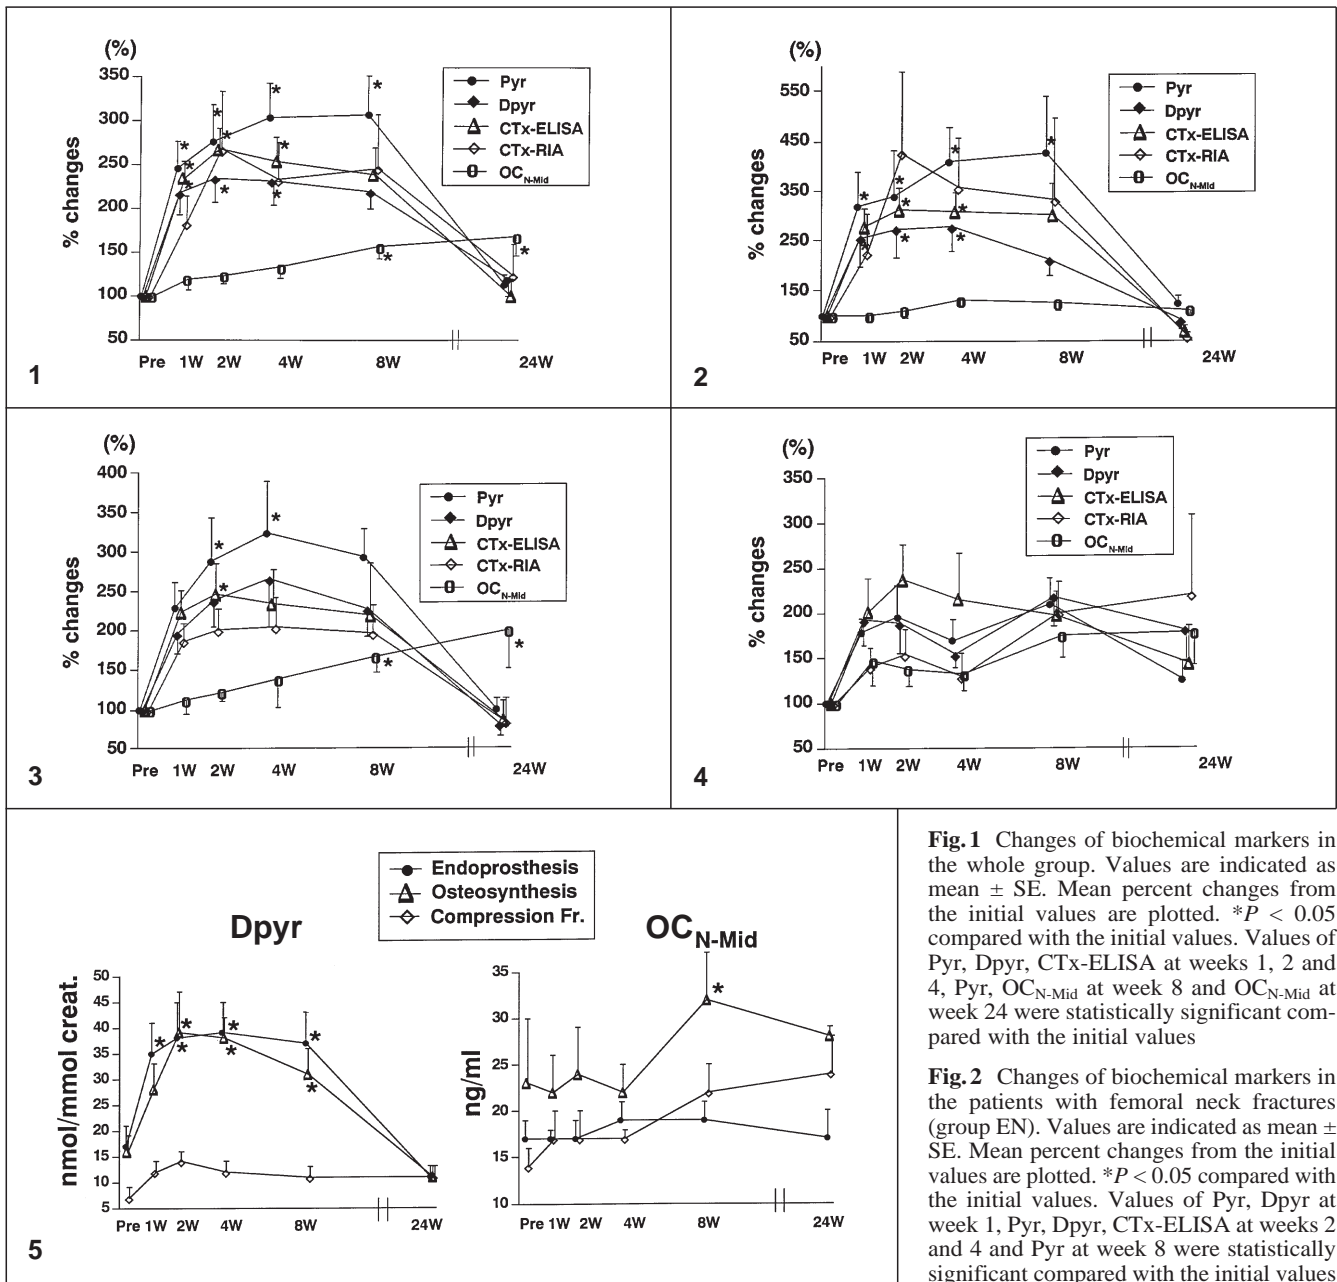 (%)
350
300
250
200
150
100
50
% changes
Pre 1W 2W 4W 8W 24W
Pyr
Dpyr
CTx-ELISA
CTx-RIA
OC N-Mid
* * * * * * * * * * * * *
1
(%)
550
450
350
250
150
50
% changes
Pre 1W 2W 4W 8W 24W
Pyr
Dpyr
CTx-ELISA
CTx-RIA
OC N-Mid
* * * * * * * * *
2
(%)
400
350
300
250
200
150
100
50
% changes
Pre 1W 2W 4W 8W 24W
Pyr
Dpyr
CTx-ELISA
CTx-RIA
OC N-Mid
* * * * *
3
(%)
350
300
250
200
150
100
50
% changes
Pre 1W 2W 4W 8W 24W
Pyr
Dpyr
CTx-ELISA
CTx-RIA
OC N-Mid
4
Endoprosthesis
Osteosynthesis
Compression Fr.
Dpyr
50
45
40
35
30
25
20
15
10
5
nmol/mmol creat.
Pre 1W 2W 4W 8W 24W
* * * * * * *
OC N-Mid
35
30
25
20
15
10
ng/ml
Pre 1W 2W 4W 8W 24W
*
5
Fig. 1 Changes of biochemical markers in
the whole group. Values are indicated as
mean ± SE. Mean percent changes from
the initial values are plotted. *P < 0.05
compared with the initial values. Values of
Pyr, Dpyr, CTx-ELISA at weeks 1, 2 and
4, Pyr, OC N-Mid at week 8 and OC N-Mid at
week 24 were statistically significant com-
pared with the initial values
Fig. 2 Changes of biochemical markers in
the patients with femoral neck fractures
(group EN). Values are indicated as mean ±
SE. Mean percent changes from the initial
values are plotted. *P < 0.05 compared with
the initial values. Values of Pyr, Dpyr at
week 1, Pyr, Dpyr, CTx-ELISA at weeks 2
and 4 and Pyr at week 8 were statistically
significant compared with the initial values